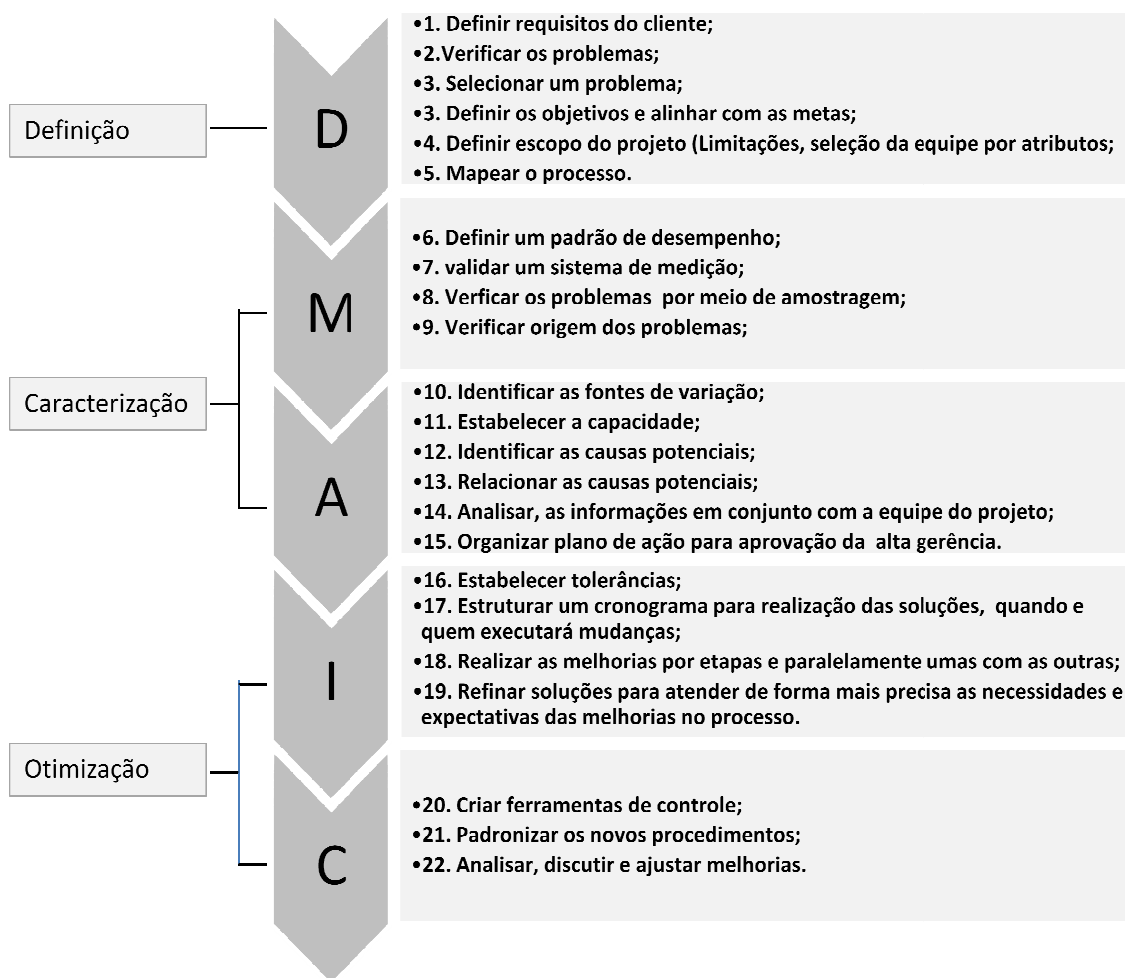 Definição
D
•1. Definir requisitos do cliente;
•2.Verificar os problemas;
•3. Selecionar um problema;
•3. Definir os objetivos e alinhar com as metas;
•4. Definir escopo do projeto (Limitações, seleção da equipe por atributos;
•5. Mapear o processo.
Caracterização
M
•6. Definir um padrão de desempenho;
•7. validar um sistema de medição;
•8. Verficar os problemas por meio de amostragem;
•9. Verificar origem dos problemas;
A
•10. Identificar as fontes de variação;
•11. Estabelecer a capacidade;
•12. Identificar as causas potenciais;
•13. Relacionar as causas potenciais;
•14. Analisar, as informações em conjunto com a equipe do projeto;
•15. Organizar plano de ação para aprovação da alta gerência.
Otimização
I
•16. Estabelecer tolerâncias;
•17. Estruturar um cronograma para realização das soluções, quando e
quem executará mudanças;
•18. Realizar as melhorias por etapas e paralelamente umas com as outras;
•19. Refinar soluções para atender de forma mais precisa as necessidades e
expectativas das melhorias no processo.
C
•20. Criar ferramentas de controle;
•21. Padronizar os novos procedimentos;
•22. Analisar, discutir e ajustar melhorias.